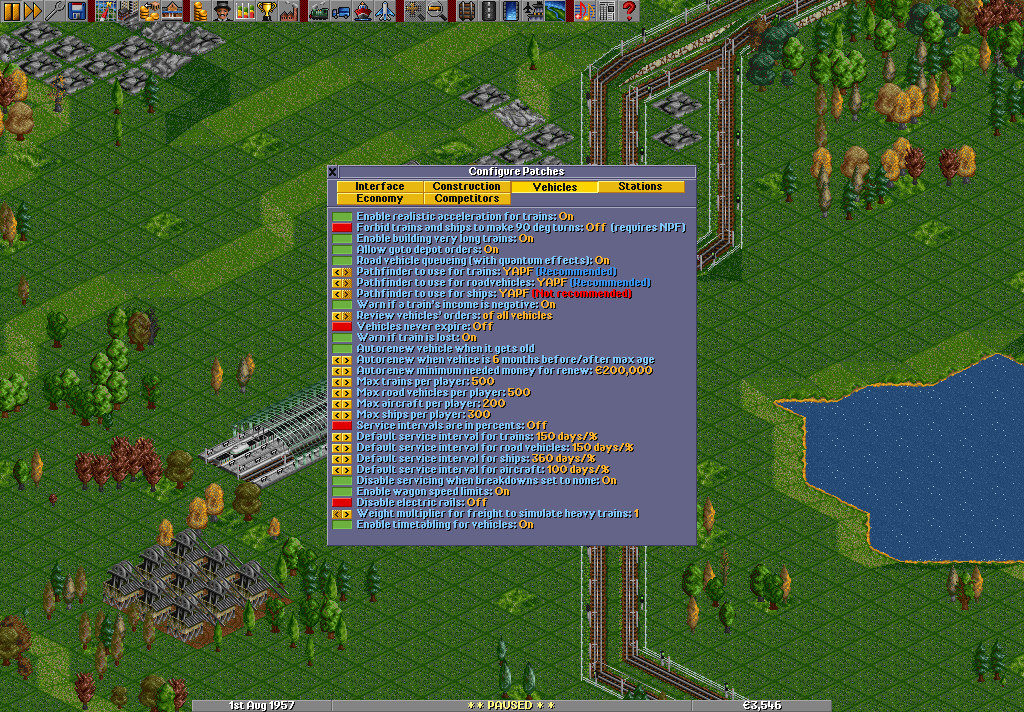 Configure Patches
Interface Construction Vehicles Stations
Economy Competitors
Enable realistic acceleration for trains: On
Forbid trains and ships to make 90 deg turns: Off (requires NPF)
Enable building very long trains: On
Allow goto depot orders: On
Road vehicle queueing (with quantum effects): On
Pathfinder to use for trains: YAPF (Recommended)
Pathfinder to use for roadvehicles: YAPF (Recommended)
Pathfinder to use for ships: YAPF (Not recommended)
Warn if a train's income is negative: On
Review vehicles' orders: of all vehicles
Vehicles never expire: Off
Warn if train is lost: On
Autorenew vehicle when it gets old
Autorenew when vehice is 6 months before/after max age
Autorenew minimum needed money for renew: €200,000
Max trains per player: 500
Max road vehicles per player: 500
Max aircraft per player: 200
Max ships per player: 300
Service intervals are in percents: Off
Default service interval for trains: 150 days/%
Default service interval for road vehicles: 150 days/%
Default service interval for ships: 360 days/%
Default service interval for aircraft: 100 days/%
Disable servicing when breakdowns set to none: On
Enable wagon speed limits: On
Disable electric rails: Off
Weight multiplier for freight to simulate heavy trains: 1
Enable timetabling for vehicles: On
1st Aug 1957 * * PAUSED * * €3,546